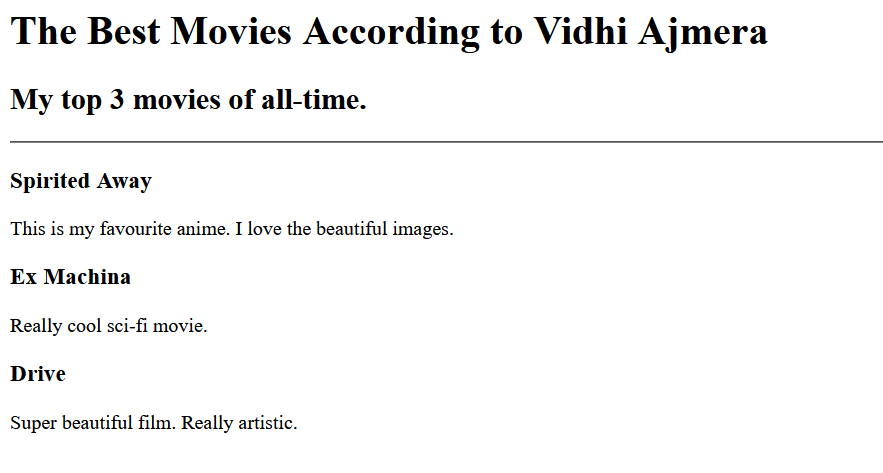 The Best Movies According to Vidhi Ajmera
My top 3 movies of all-time.
Spirited Away
This is my favourite anime. I love the beautiful images.
Ex Machina
Really cool sci-fi movie.
Drive
Super beautiful film. Really artistic.